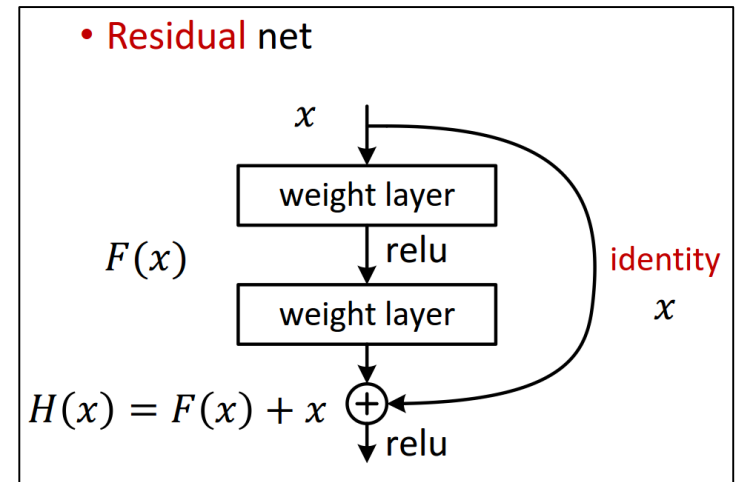 • Residual net
x
weight layer
relu
F(x)
identity
x
weight layer
H(x) = F(x) + x
+
relu